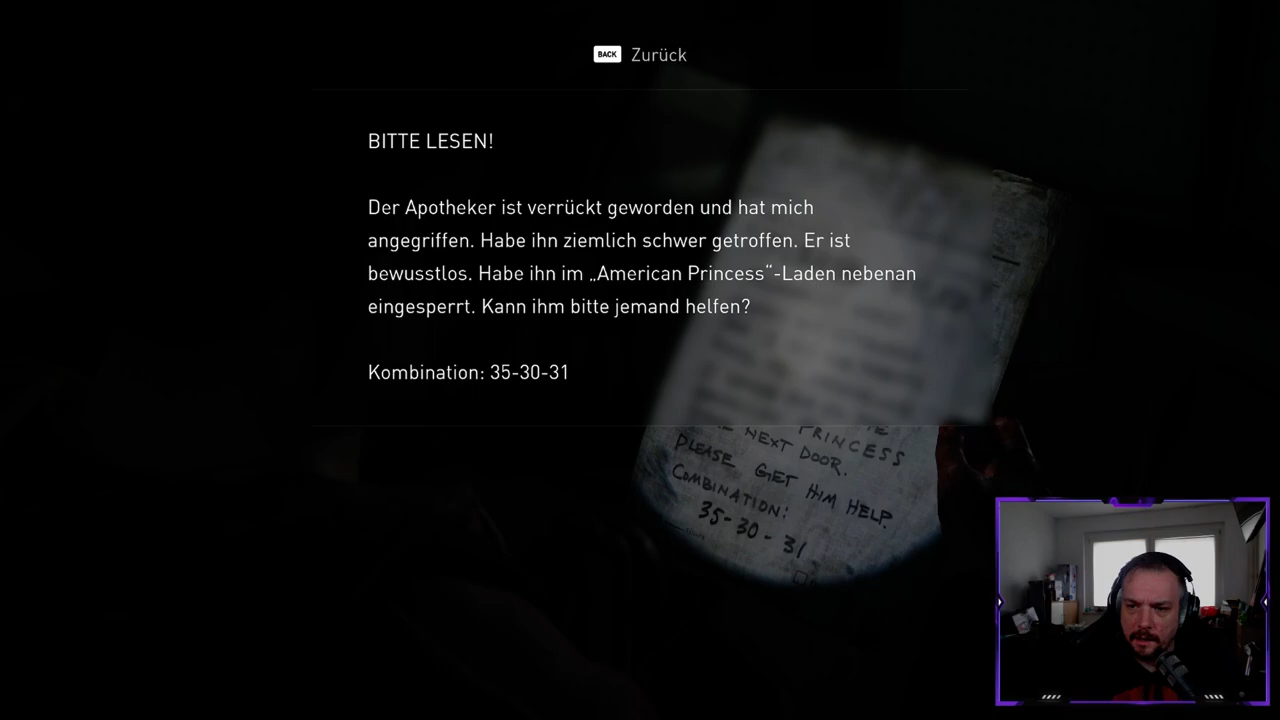 BACK Zurück
BITTE LESEN!
Der Apotheker ist verrückt geworden und hat mich
angegriffen. Habe ihn ziemlich schwer getroffen. Er ist
bewusstlos. Habe ihn im „American Princess“-Laden nebenan
eingesperrt. Kann ihm bitte jemand helfen?
Kombination: 35-30-31
PRINCESS
NEXT DOOR.
PLEASE GET HIM HELP.
COMBINATION:
35-30-31